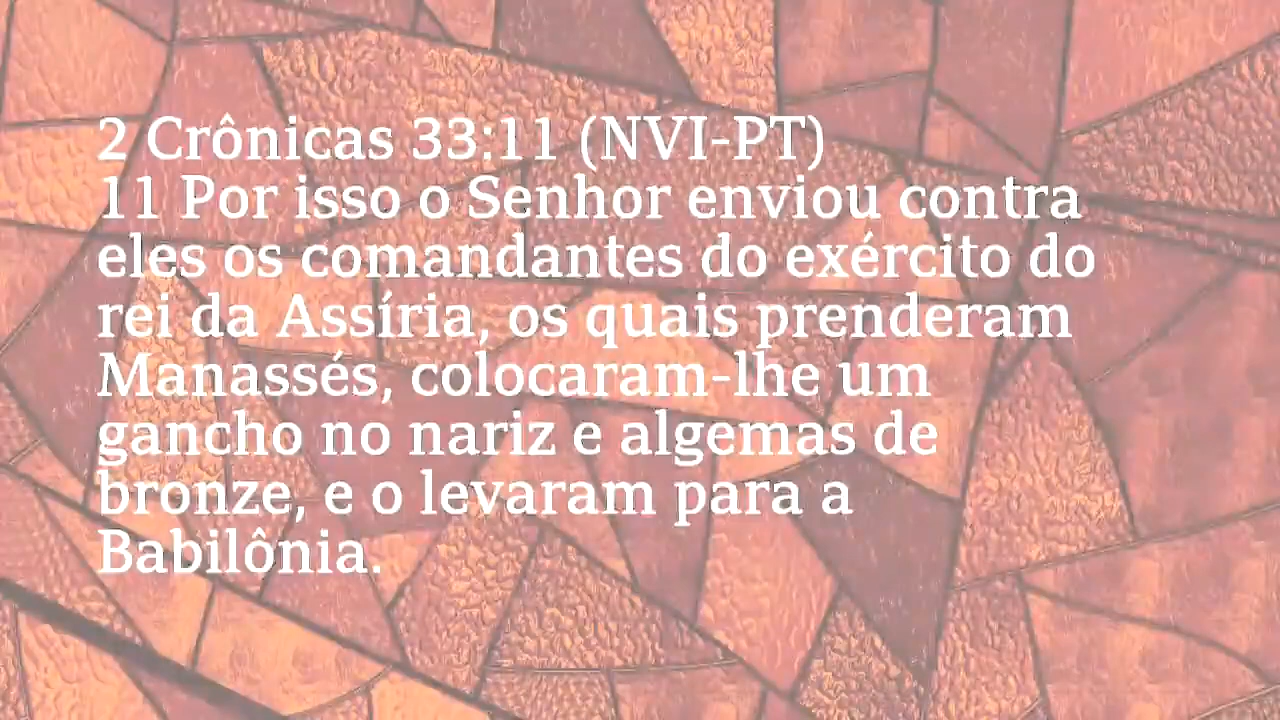 2 Crônicas 33:11 (NVI-PT)
11 Por isso o Senhor enviou contra
eles os comandantes do exército do
rei da Assíria, os quais prenderam
Manassés, colocaram-lhe um
gancho no nariz e algemas de
bronze, e o levaram para a
Babilônia.